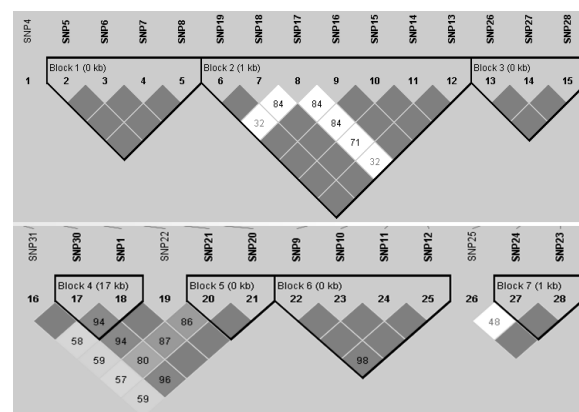 SNP4 SNP5 SNP6 SNP7 SNP8 SNP19 SNP18 SNP17 SNP16 SNP15 SNP14 SNP13 SNP26 SNP27 SNP28
Block 1 (0 kb) Block 2 (1 kb) Block 3 (0 kb)
1 2 3 4 5 6 7 8 9 10 11 12 13 14 15
84 84
32 84
71
32
SNP31 SNP30 SNP1 SNP22 SNP21 SNP20 SNP9 SNP10 SNP11 SNP12 SNP25 SNP24 SNP23
Block 4 (17 kb) Block 5 (0 kb) Block 6 (0 kb) Block 7 (1 kb)
16 17 18 19 20 21 22 23 24 25 26 27 28
94 86 48
58 94 87
59 80 98
57 96
59